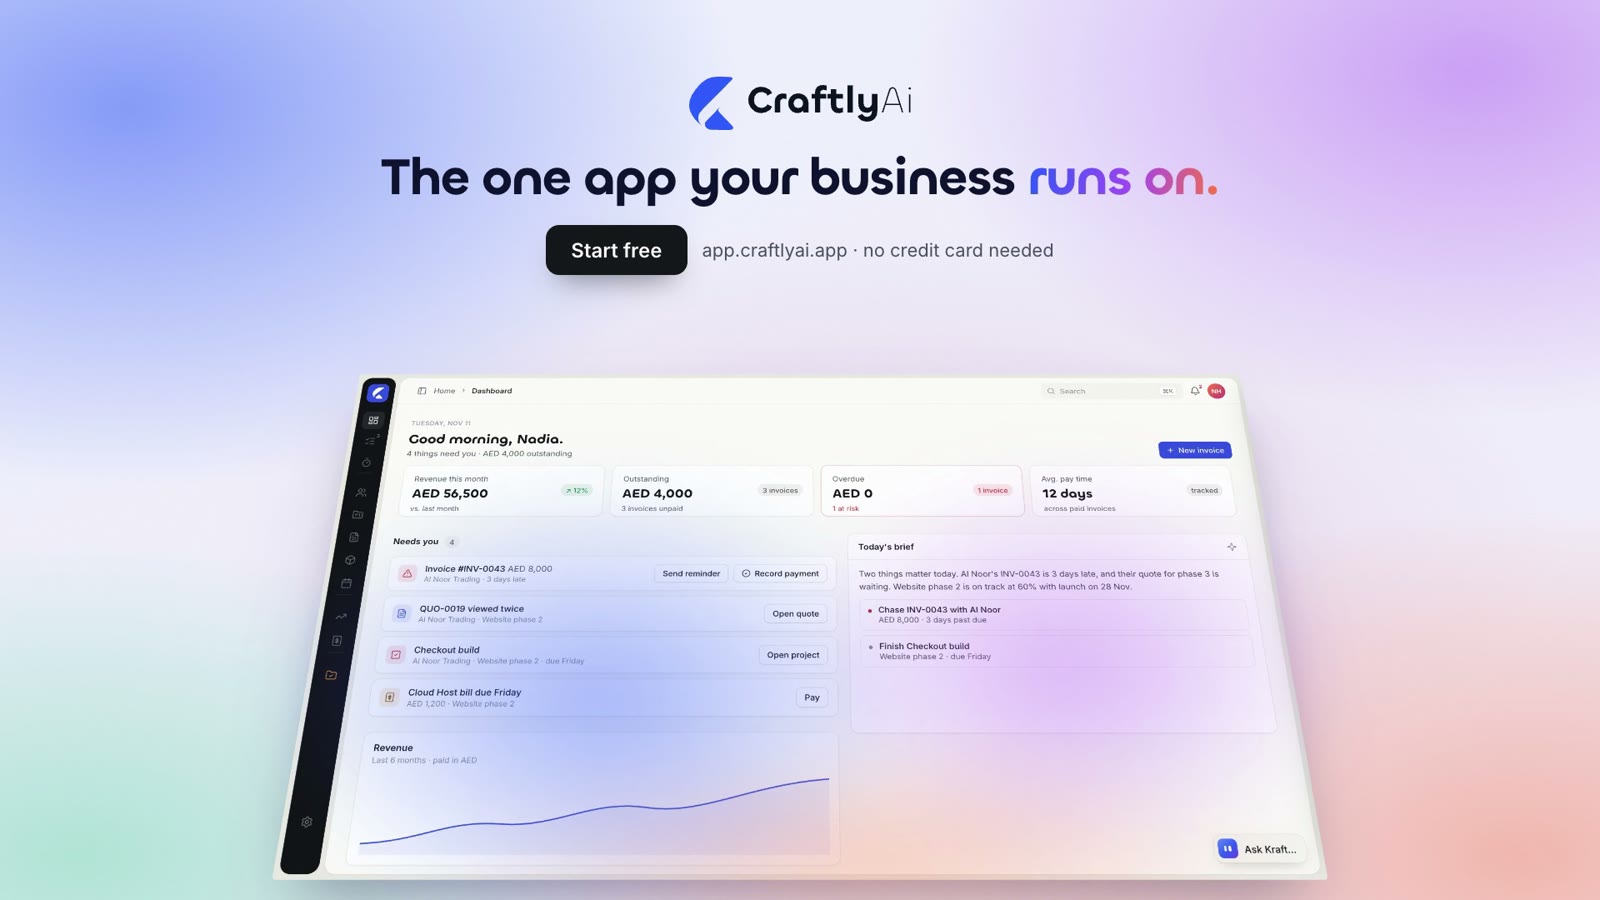 CraftlyAi
The one app your business runs on.
Start free
app.craftlyai.app · no credit card needed
Home › Dashboard
Search
⌘K
NH
TUESDAY, NOV 11
Good morning, Nadia.
4 things need you · AED 4,000 outstanding
+ New invoice
Revenue this month
AED 56,500
↗ 12%
vs. last month
Outstanding
AED 4,000
3 invoices
3 invoices unpaid
Overdue
AED 0
1 invoice
1 at risk
Avg. pay time
12 days
tracked
across paid invoices
Needs you 4
Invoice #INV-0043 AED 8,000
Al Noor Trading · 3 days late
Send reminder
Record payment
QUO-0019 viewed twice
Al Noor Trading · Website phase 2
Open quote
Checkout build
Al Noor Trading · Website phase 2 · due Friday
Open project
Cloud Host bill due Friday
AED 1,200 · Website phase 2
Pay
Today's brief
Two things matter today. Al Noor's INV-0043 is 3 days late, and their quote for phase 3 is
waiting. Website phase 2 is on track at 60% with launch on 28 Nov.
Chase INV-0043 with Al Noor
AED 8,000 · 3 days past due
Finish Checkout build
Website phase 2 · due Friday
Revenue
Last 6 months · paid in AED
Ask Kraft...